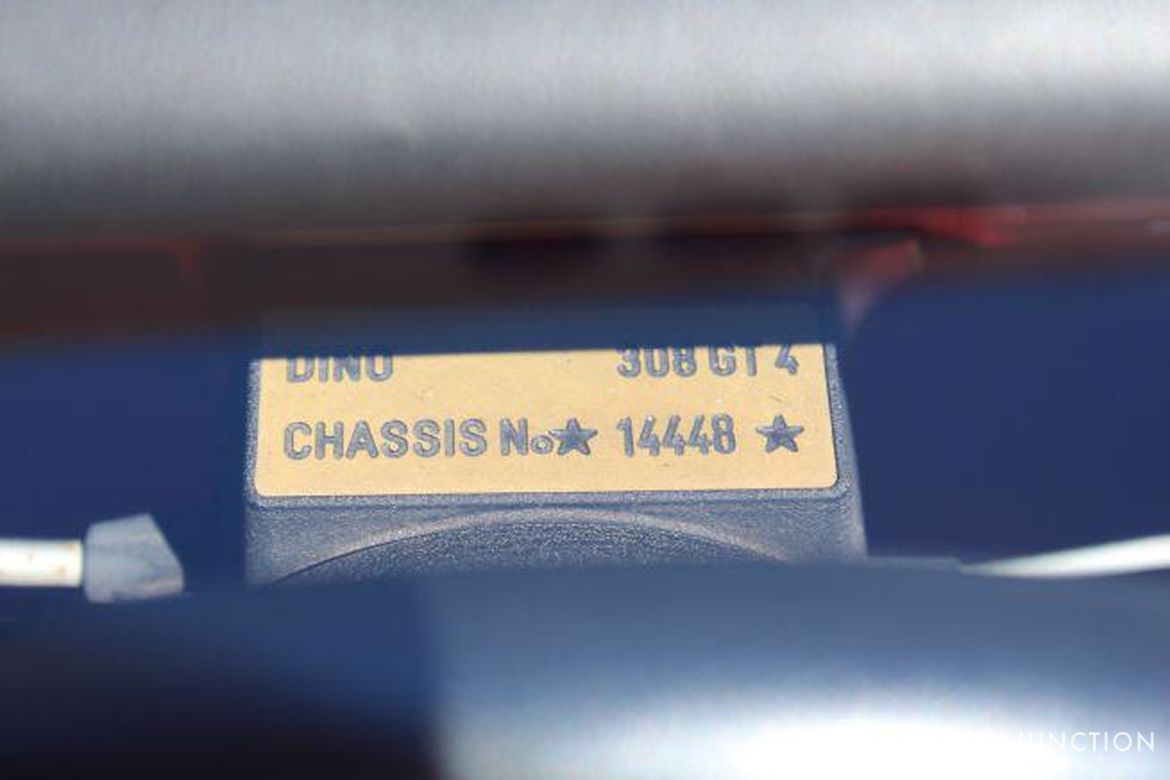 DINO 308 GT 4
CHASSIS No★ 14448 ★
JUNCTION